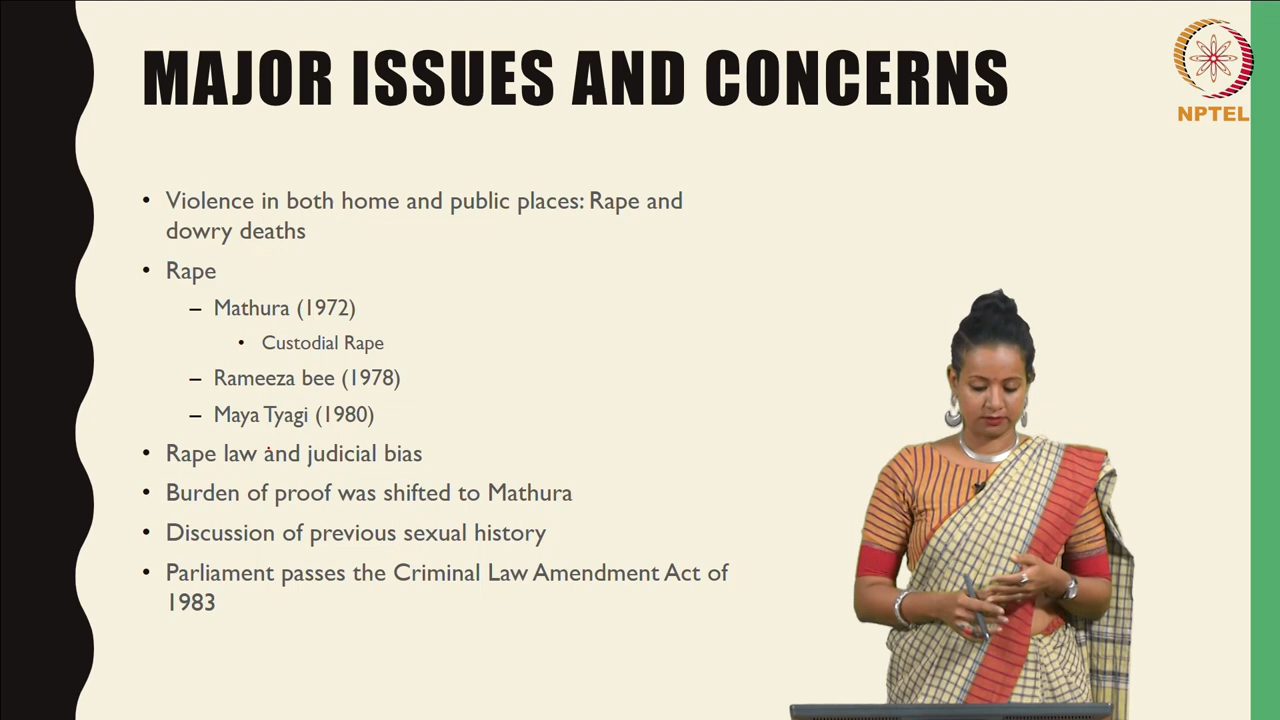 MAJOR ISSUES AND CONCERNS
NPTEL
• Violence in both home and public places: Rape and
dowry deaths
• Rape
– Mathura (1972)
• Custodial Rape
– Rameeza bee (1978)
– Maya Tyagi (1980)
• Rape law and judicial bias
• Burden of proof was shifted to Mathura
• Discussion of previous sexual history
• Parliament passes the Criminal Law Amendment Act of
1983